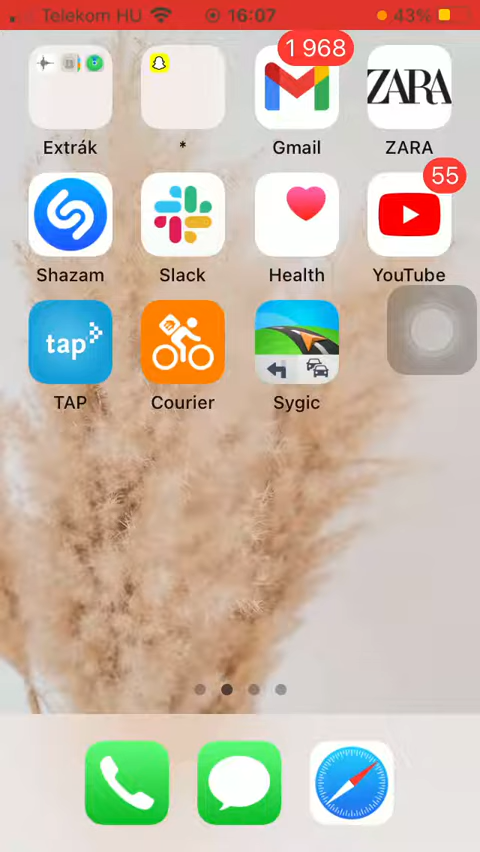 Telekom HU 16:07 43%
1 968
ZARA
Extrák * Gmail ZARA
55
Shazam Slack Health YouTube
tap
TAP Courier Sygic